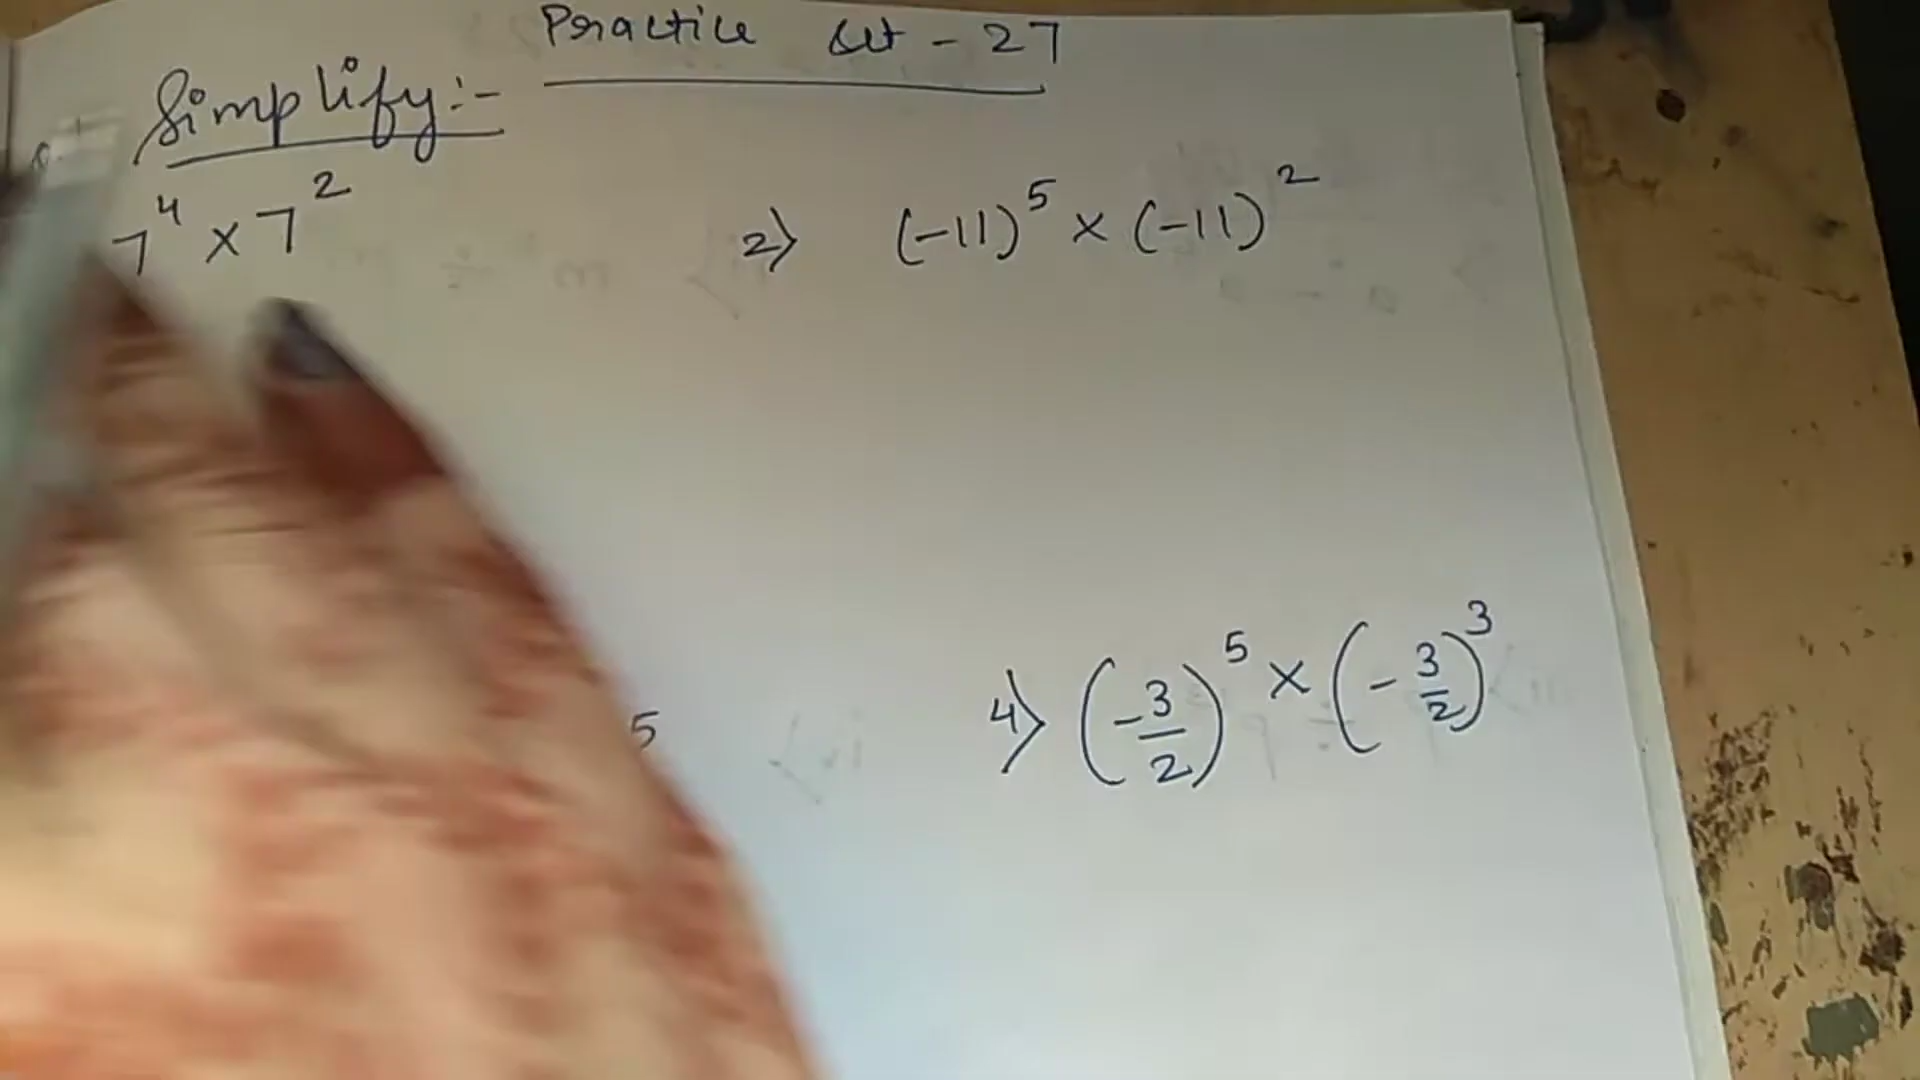 Practice Set - 27
Simplify:-
7⁴ × 7²
2) (-11)⁵ × (-11)²
5
4) (-3/2)⁵ × (-3/2)³